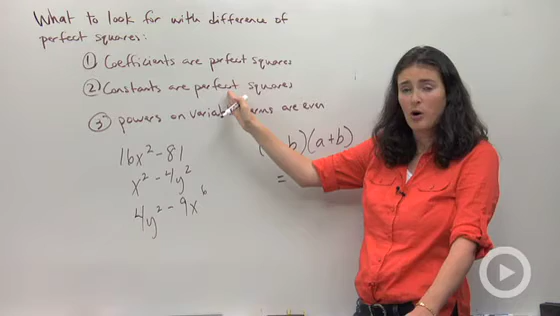 What to look for with difference of
perfect squares:
① Coefficients are perfect squares
② Constants are perfect squares
③ powers on variable terms are even
16x² - 81
x² - 4y²
4y² - 9x⁶
b)(a+b)
=